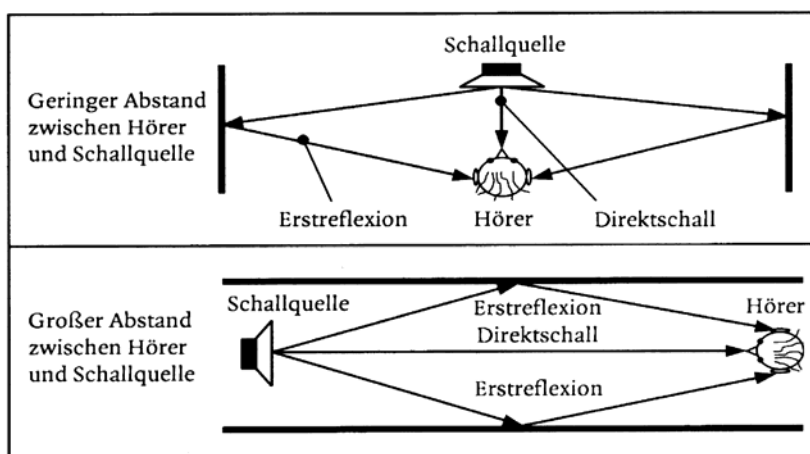 Schallquelle
Geringer Abstand
zwischen Hörer
und Schallquelle
Erstreflexion
Hörer
Direktschall
Schallquelle
Erstreflexion
Hörer
Großer Abstand
zwischen Hörer
und Schallquelle
Direktschall
Erstreflexion